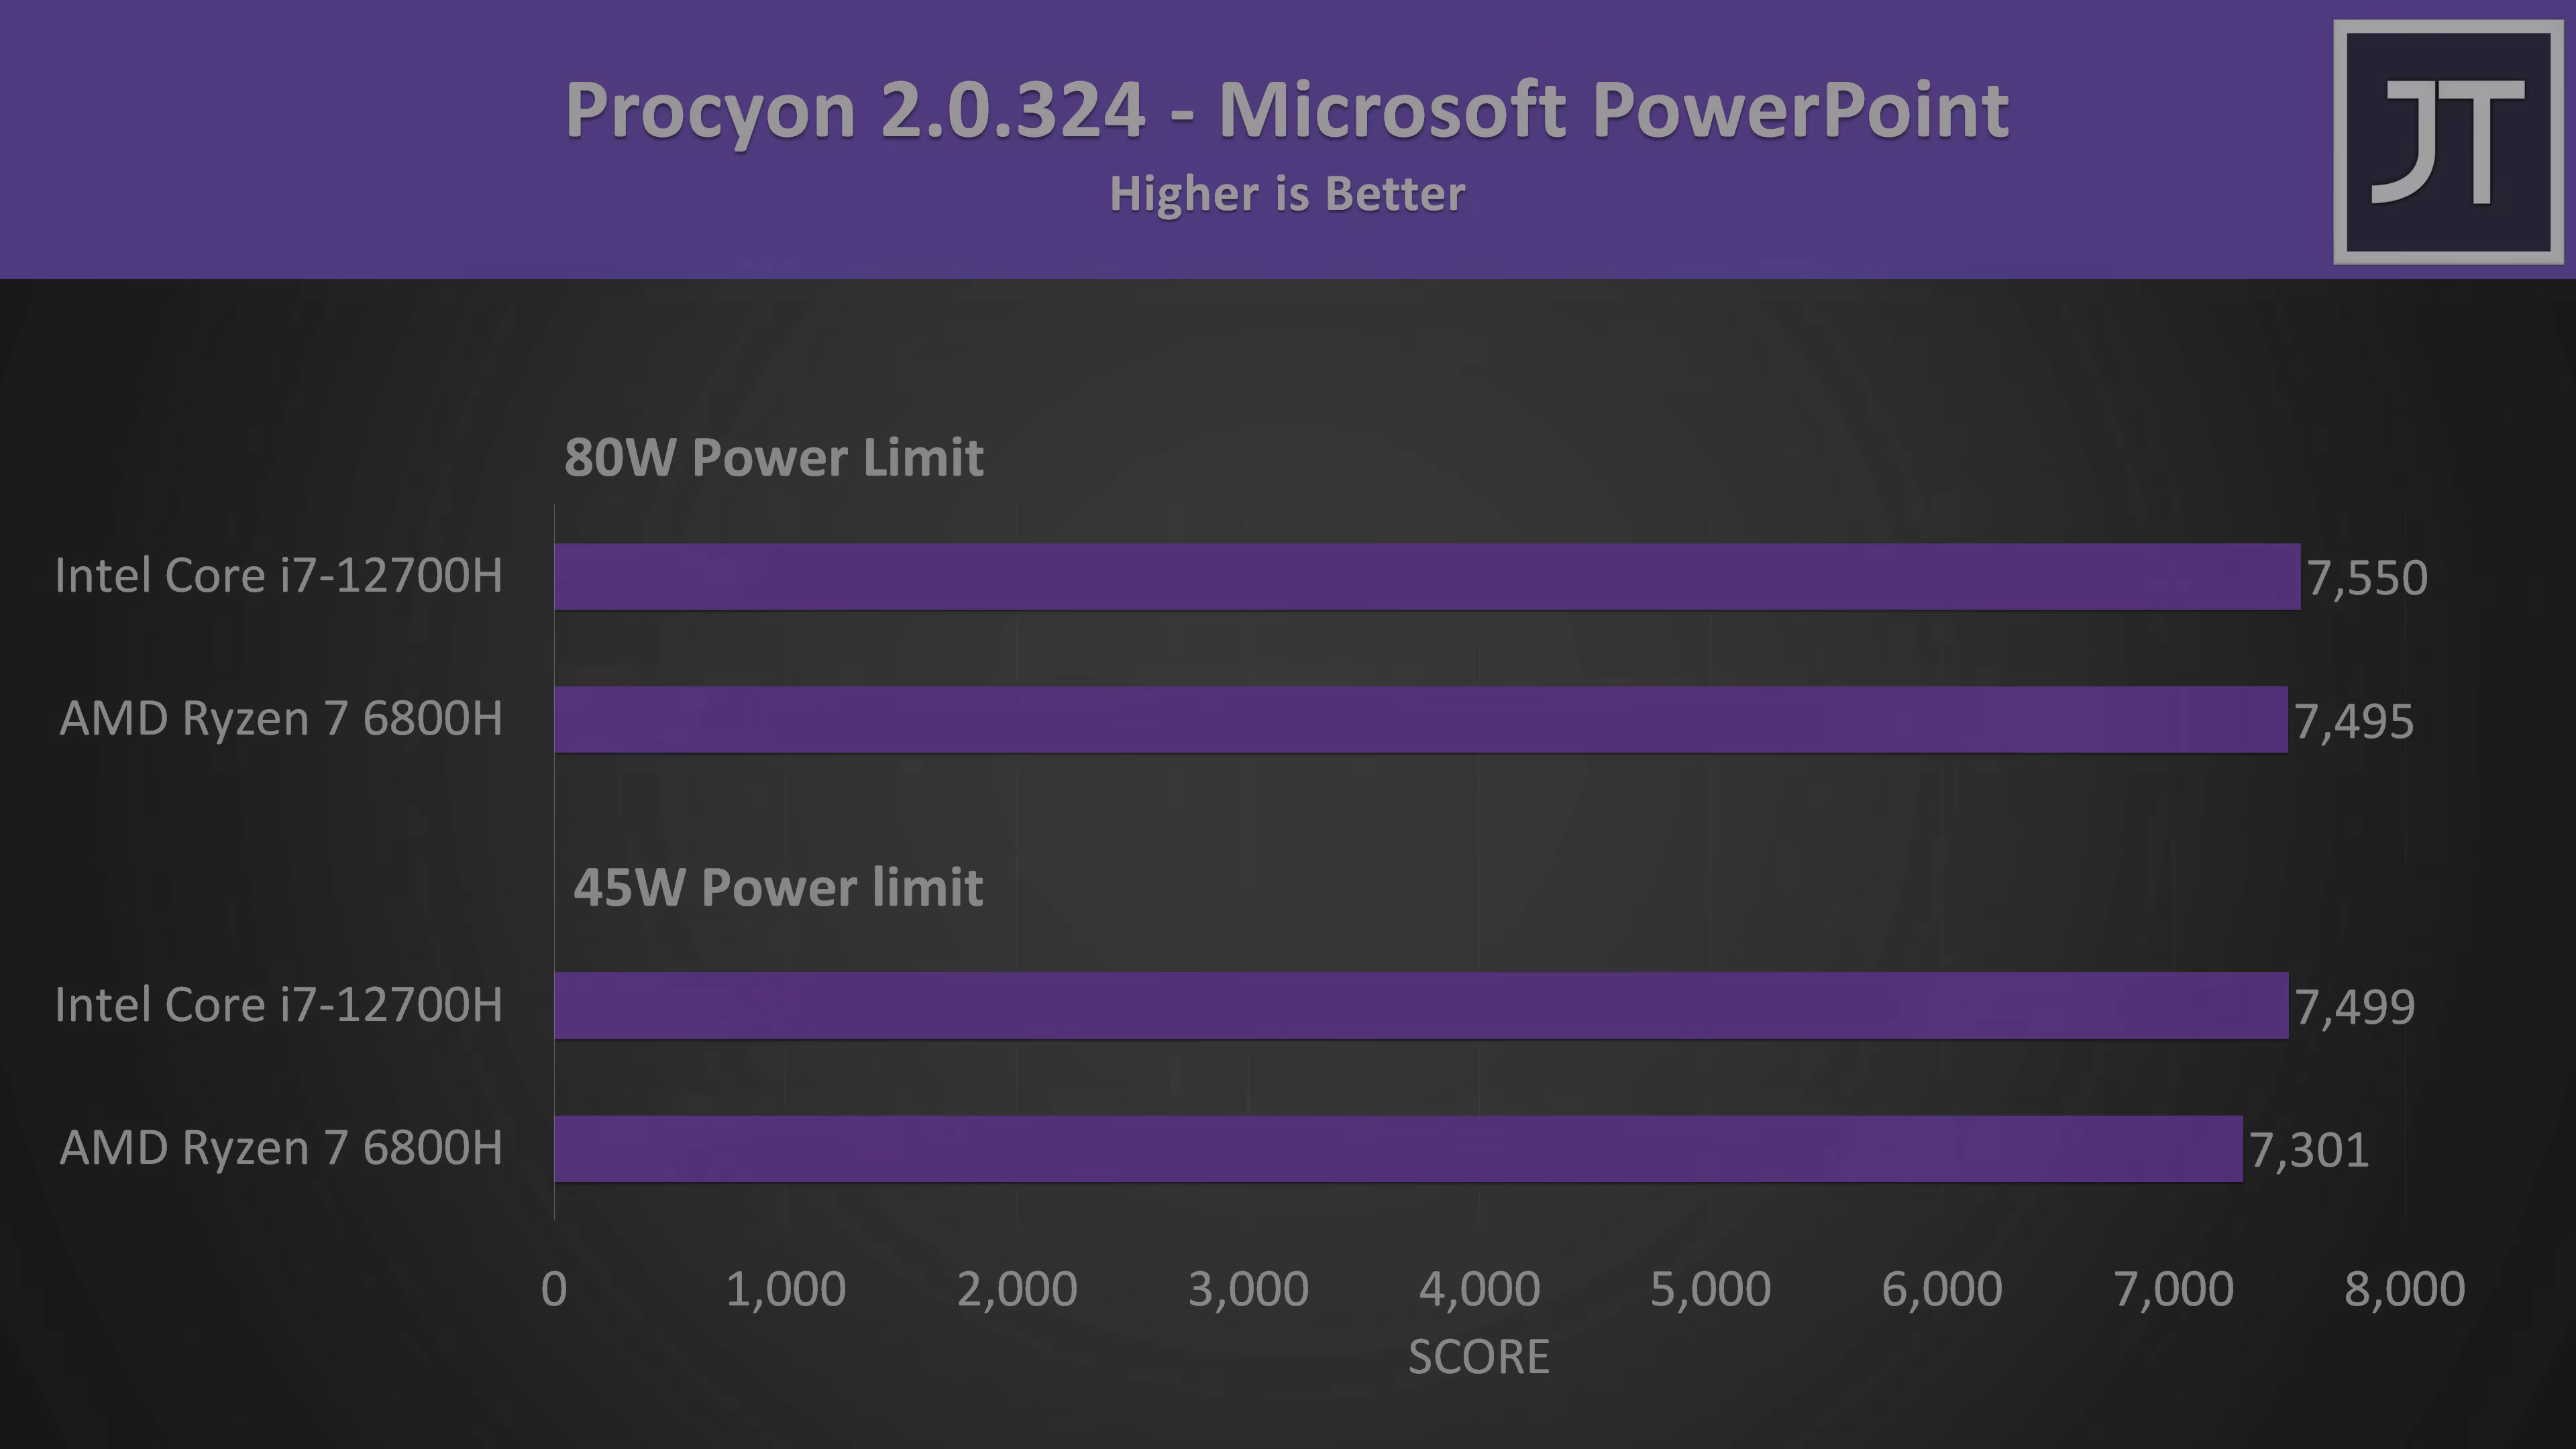 Procyon 2.0.324 - Microsoft PowerPoint
Higher is Better
JT
80W Power Limit
Intel Core i7-12700H 7,550
AMD Ryzen 7 6800H 7,495
45W Power limit
Intel Core i7-12700H 7,499
AMD Ryzen 7 6800H 7,301
0 1,000 2,000 3,000 4,000 5,000 6,000 7,000 8,000
SCORE